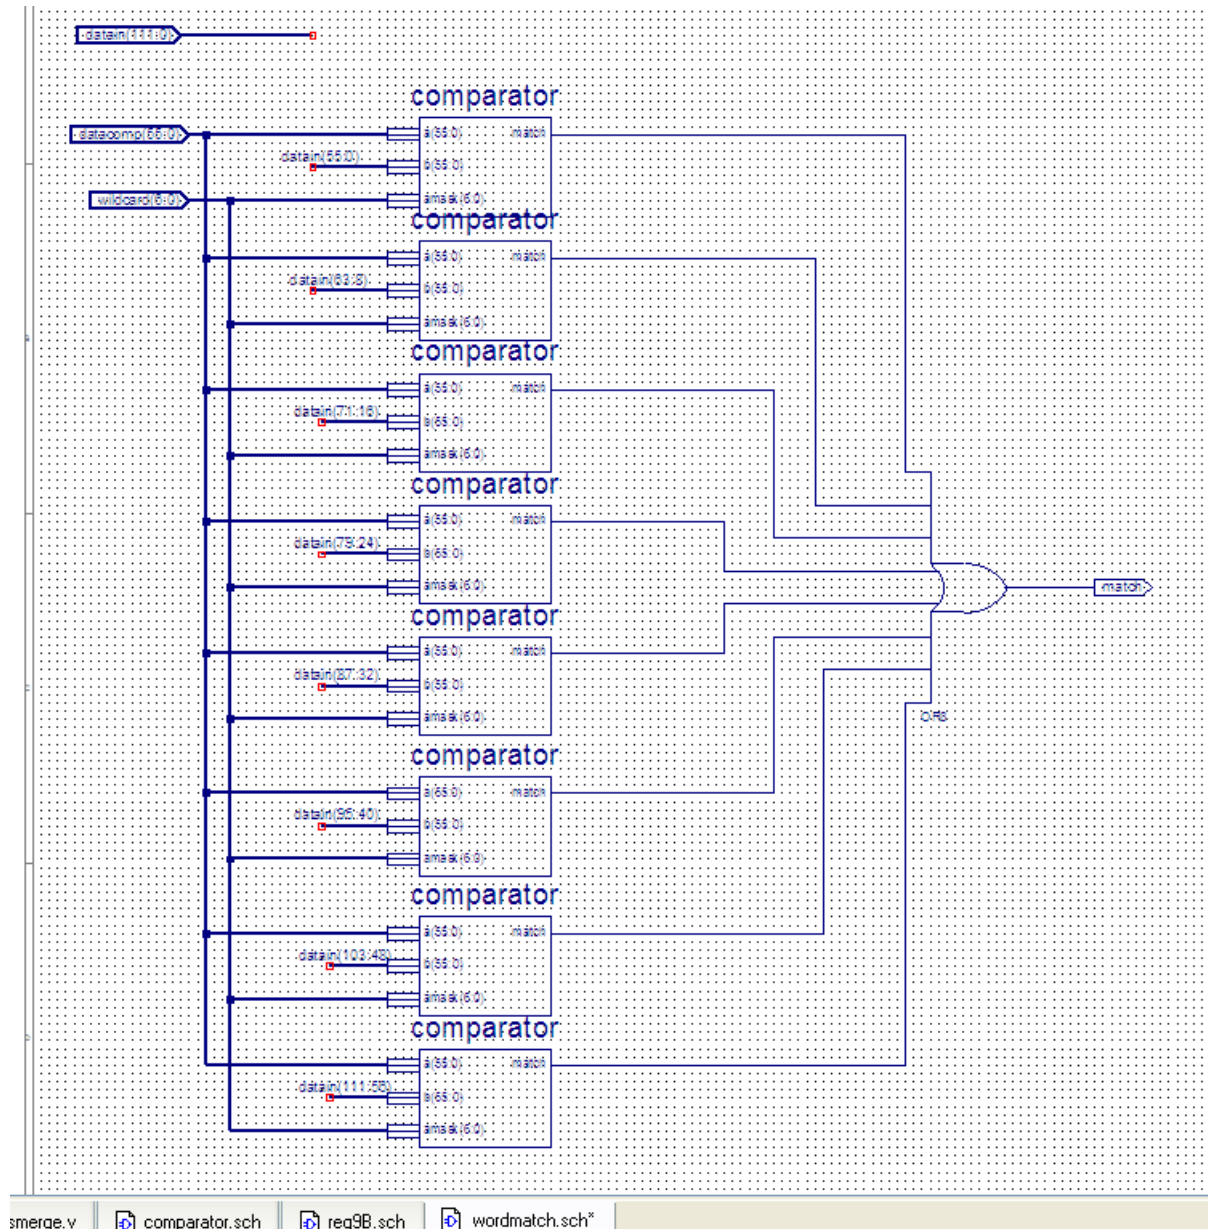 datain(111:0)
comparator
datacomp(55:0)
a(55:0)
match
datain(55:0)
b(55:0)
wildcard(6:0)
amask(6:0)
comparator
a(55:0)
match
datain(63:8)
b(55:0)
amask(6:0)
comparator
a(55:0)
match
datain(71:16)
b(55:0)
amask(6:0)
comparator
a(55:0)
match
datain(79:24)
b(55:0)
amask(6:0)
match
comparator
a(55:0)
match
datain(87:32)
b(55:0)
amask(6:0)
OR8
comparator
a(55:0)
match
datain(95:40)
b(55:0)
amask(6:0)
comparator
a(55:0)
match
datain(103:48)
b(55:0)
amask(6:0)
comparator
a(55:0)
match
datain(111:56)
b(55:0)
amask(6:0)
smerge.v comparator.sch reg9B.sch wordmatch.sch*